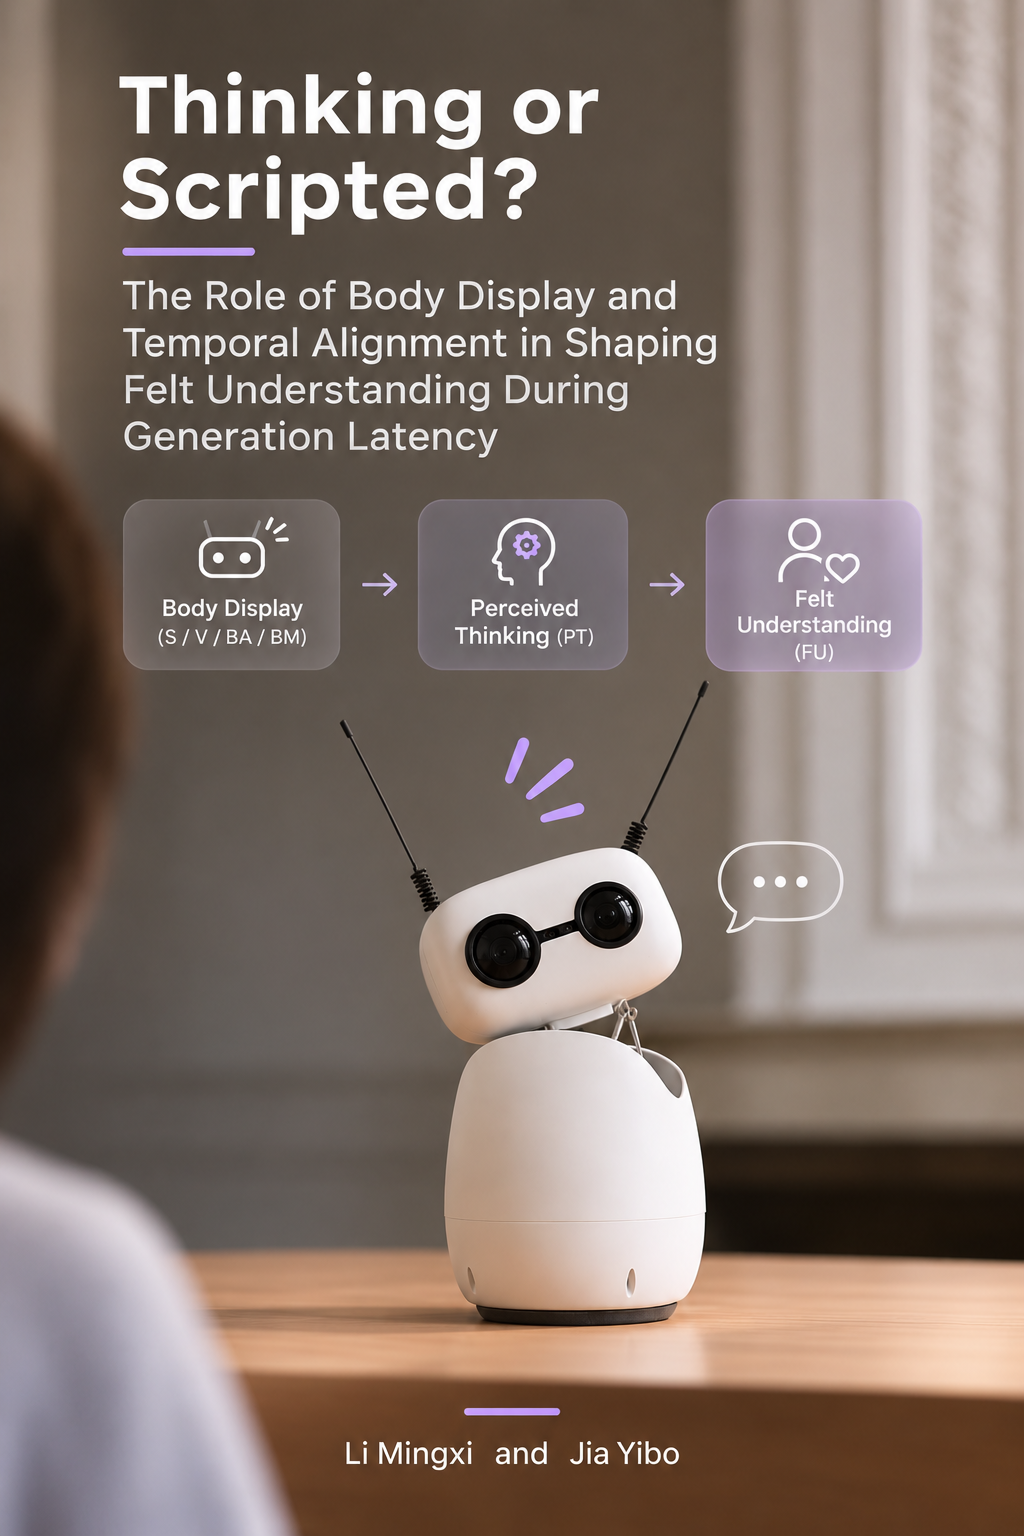 Thinking or
Scripted?
The Role of Body Display and
Temporal Alignment in Shaping
Felt Understanding During
Generation Latency
Body Display
(S / V / BA / BM)
Perceived
Thinking (PT)
Felt
Understanding
(FU)
Li Mingxi and Jia Yibo